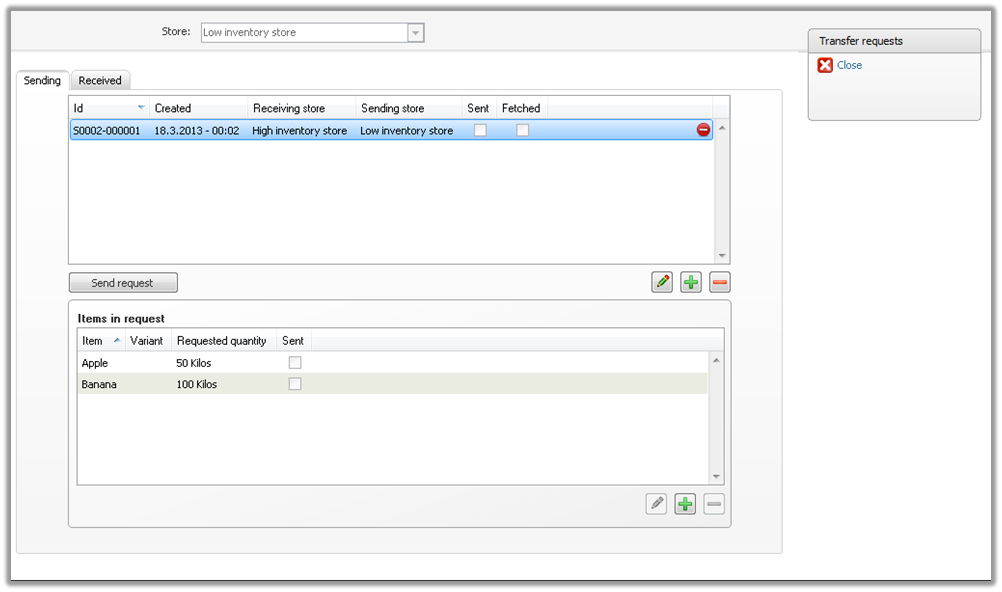 Store: Low inventory store
Transfer requests
Close
Sending Received
Id Created Receiving store Sending store Sent Fetched
S0002-000001 18.3.2013 - 00:02 High inventory store Low inventory store
Send request
Items in request
Item Variant Requested quantity Sent
Apple 50 Kilos
Banana 100 Kilos